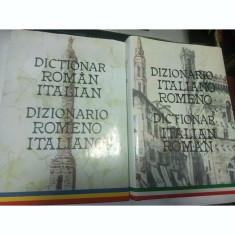 DICTIONAR
ROMÂN
ITALIAN
DIZIONARIO
ROMENO
ITALIANO
DIZIONARIO
ITALIANO
ROMENO
DICTIONAR
ITALIAN
ROMÂN